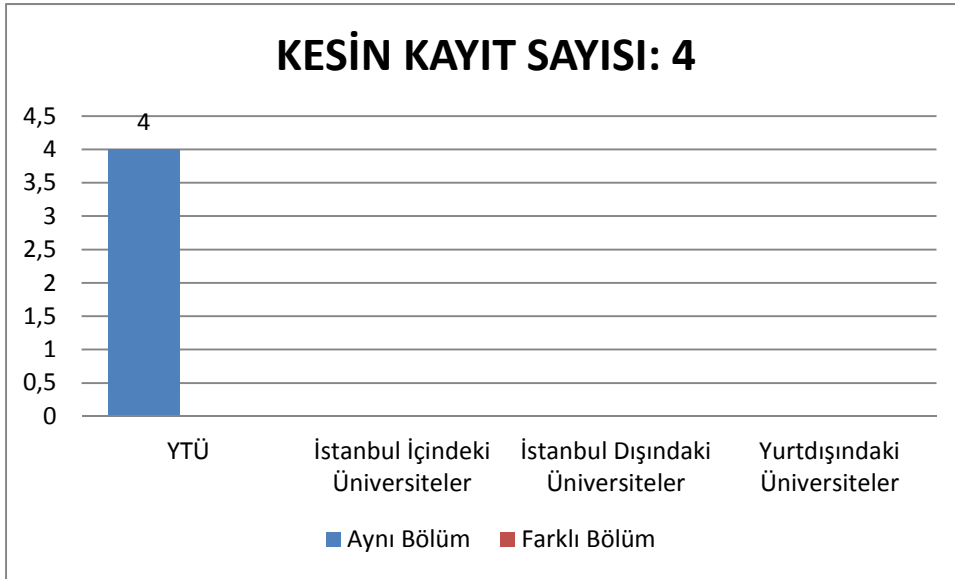 KESİN KAYIT SAYISI: 4
4,5
4
4
3,5
3
2,5
2
1,5
1
0,5
0
YTÜ
İstanbul İçindeki
Üniversiteler
İstanbul Dışındaki
Üniversiteler
Yurtdışındaki
Üniversiteler
Aynı Bölüm
Farklı Bölüm